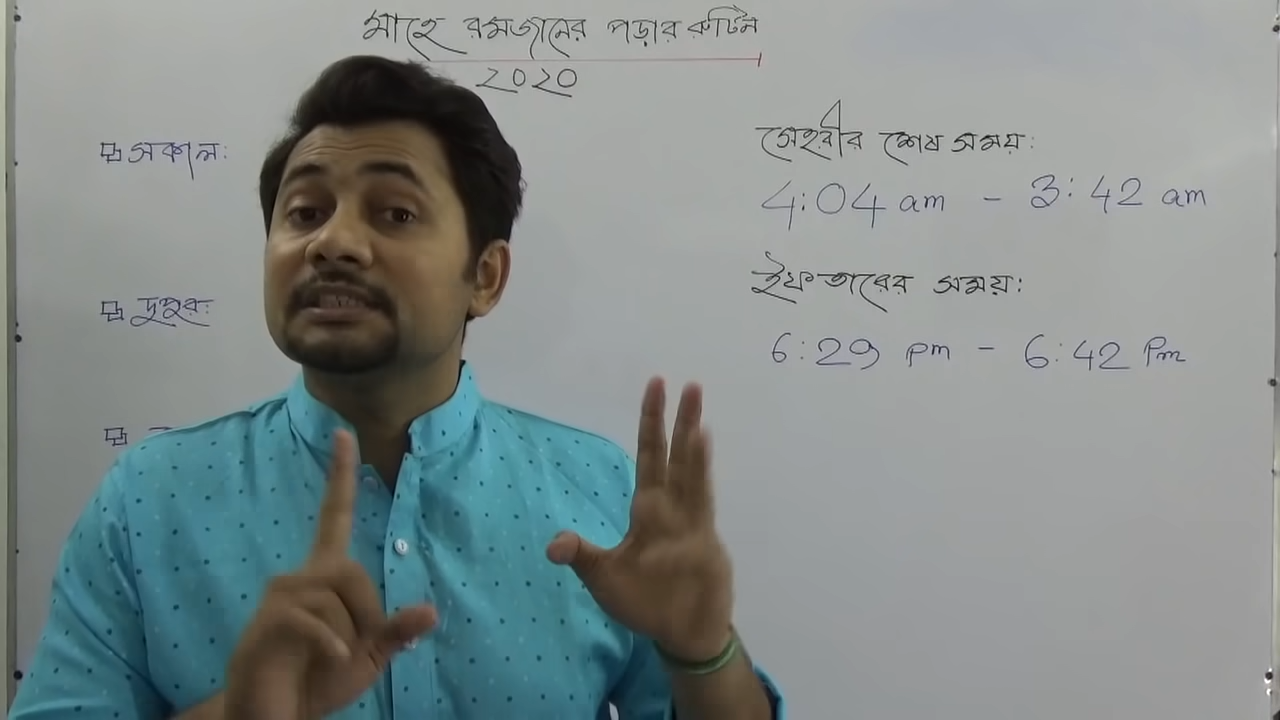 মাহে রমজানের পড়ার রুটিন
২০২০
সকাল:
দুপুর:
সেহরীর শেষ সময়:
4:04 am - 3:42 am
ইফতারের সময়:
6:29 pm - 6:42 Pm